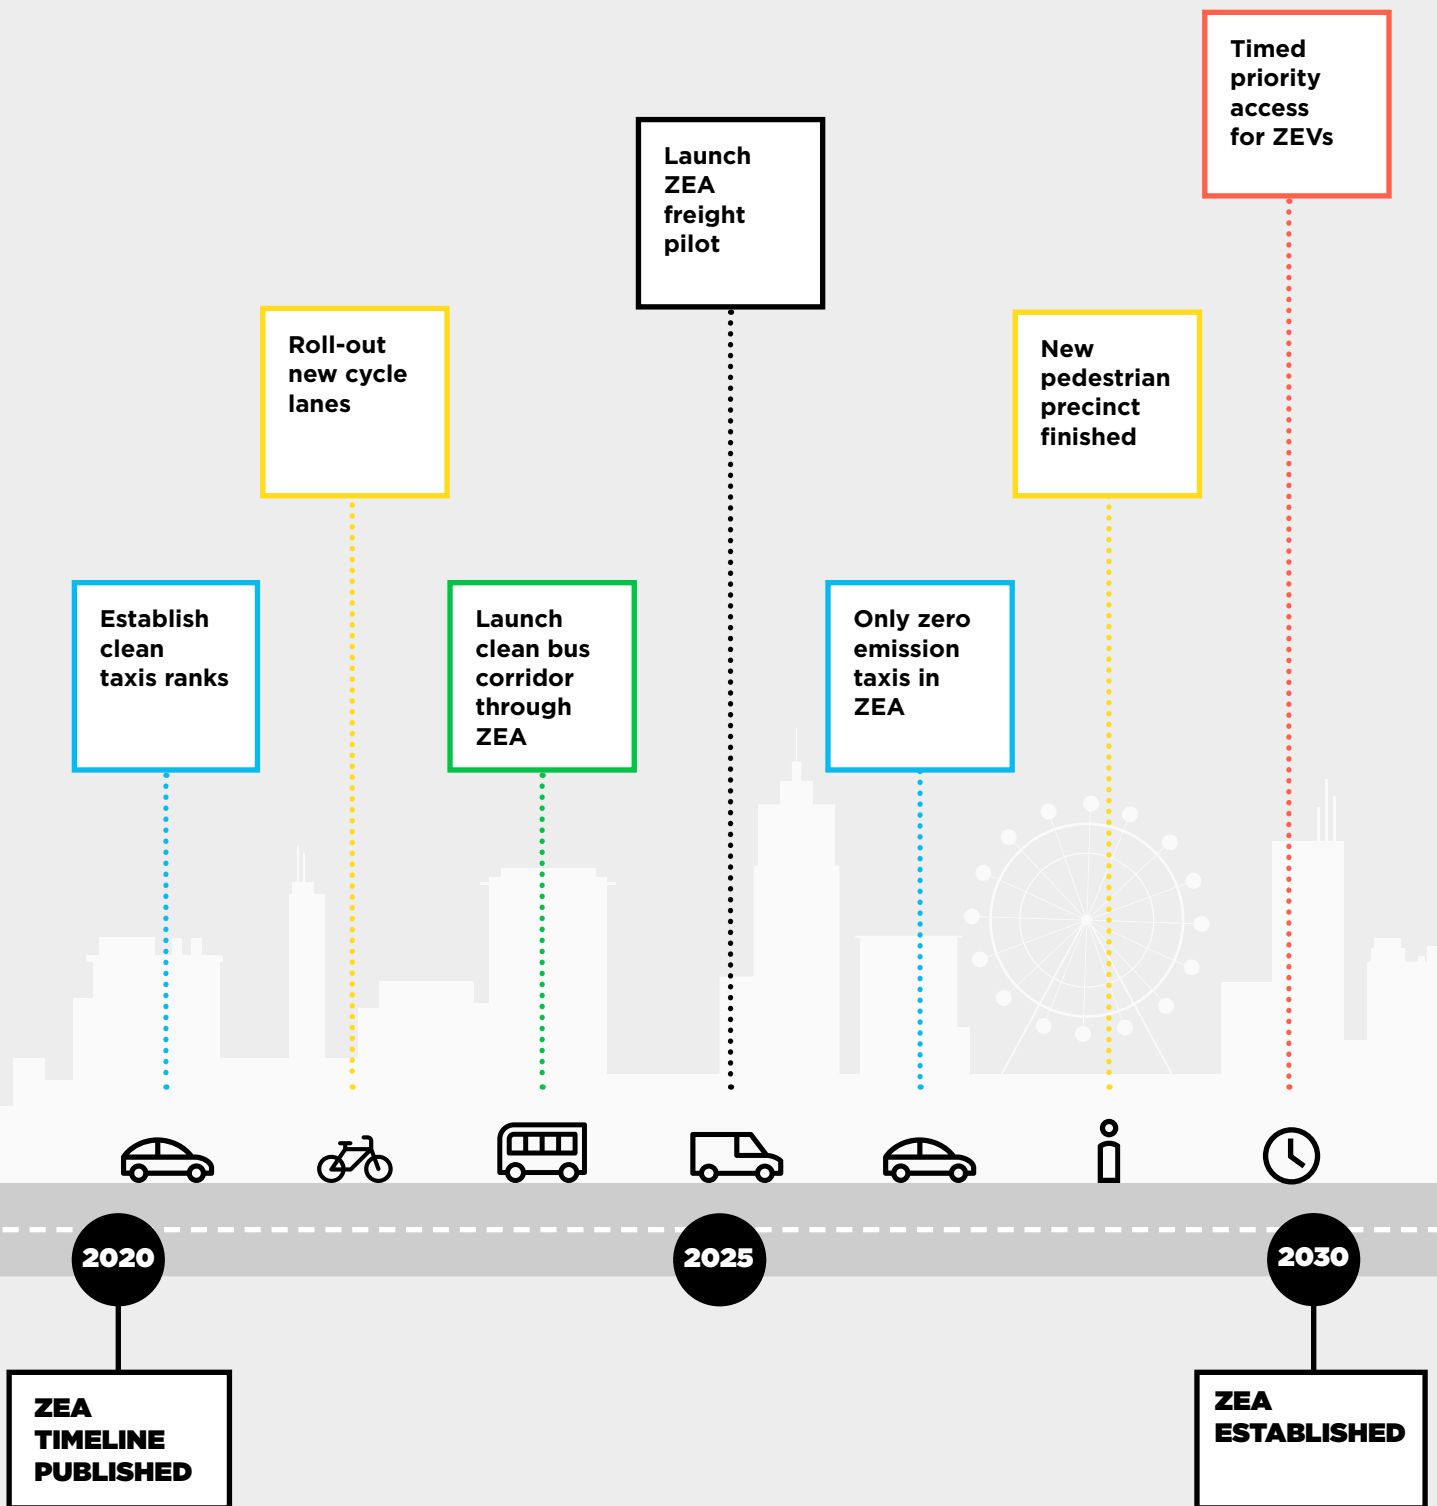 Timed
priority
access
for ZEVs
Launch
ZEA
freight
pilot
Roll-out
new cycle
lanes
New
pedestrian
precinct
finished
Establish
clean
taxis ranks
Launch
clean bus
corridor
through
ZEA
Only zero
emission
taxis in
ZEA
2020
2025
2030
ZEA
TIMELINE
PUBLISHED
ZEA
ESTABLISHED